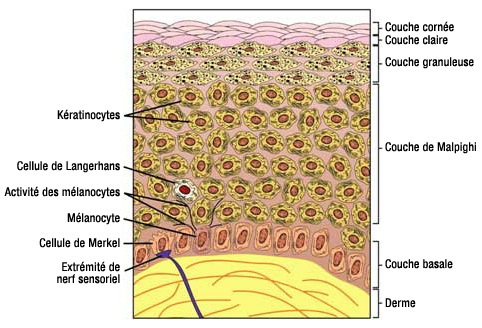 Couche cornée
Couche claire
Couche granuleuse
Kératinocytes
Couche de Malpighi
Cellule de Langerhans
Activité des mélanocytes
Mélanocyte
Cellule de Merkel
Extrémité de
nerf sensoriel
Couche basale
Derme